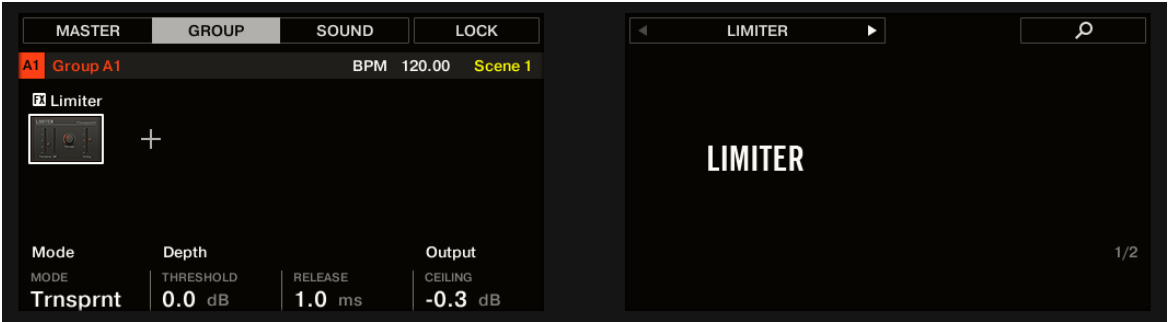 MASTER GROUP SOUND LOCK
A1 Group A1 BPM 120.00 Scene 1
FX Limiter
Mode Depth Output
MODE THRESHOLD RELEASE CEILING
Trnsprnt 0.0 dB 1.0 ms -0.3 dB
LIMITER
LIMITER
1/2